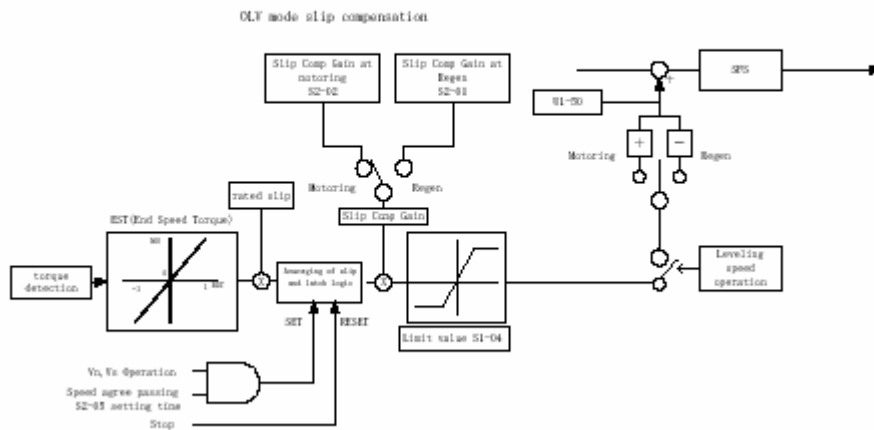 OLV mode slip compensation
Slip Comp Gain at
motoring
S2-02
Slip Comp Gain at
Regen
+
SFS
U1-50
+
−
Motoring
Regen
Motoring
Regen
rated slip
Slip Comp Gain
EST(End Speed Torque)
0
-1
1
torque
detection
X
Averaging of slip
and latch logic
X
Leveling
speed
operation
SET
RESET
Limit value S1-04
Vn,Vs Operation
Speed agree passing
S2-05 setting time
Stop